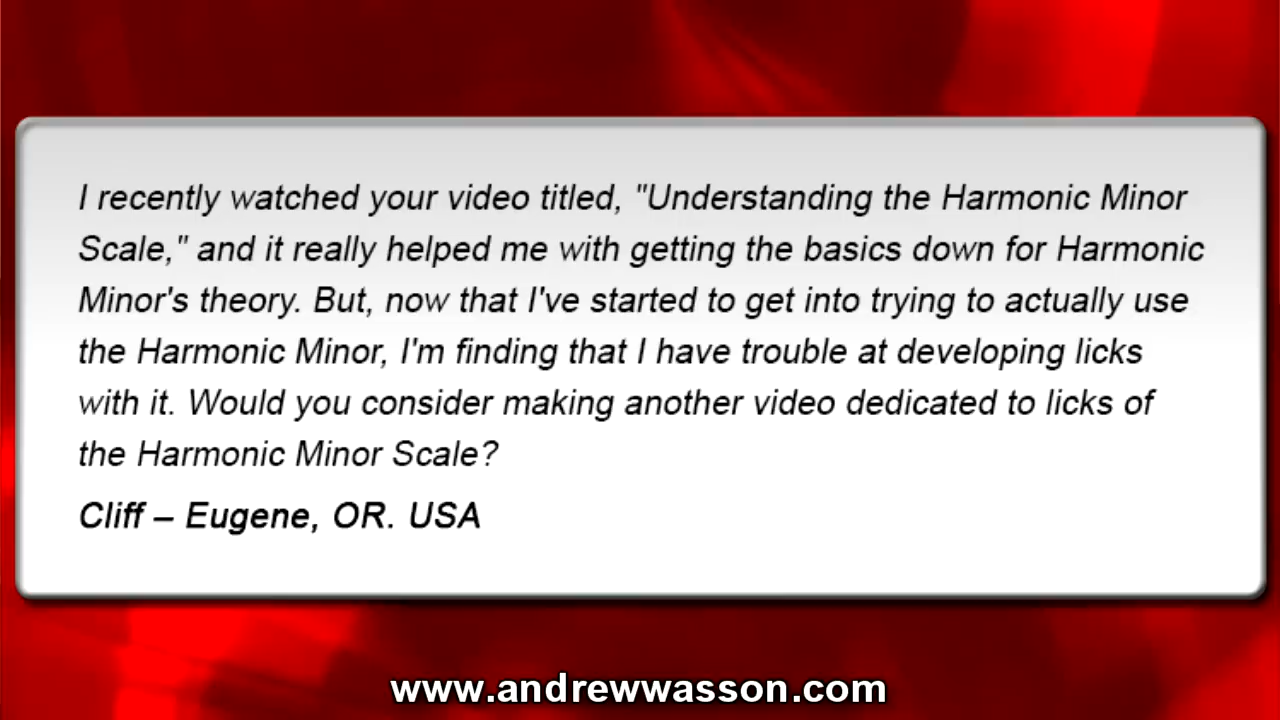 I recently watched your video titled, "Understanding the Harmonic Minor
Scale," and it really helped me with getting the basics down for Harmonic
Minor's theory. But, now that I've started to get into trying to actually use
the Harmonic Minor, I'm finding that I have trouble at developing licks
with it. Would you consider making another video dedicated to licks of
the Harmonic Minor Scale?
Cliff – Eugene, OR. USA
www.andrewwasson.com